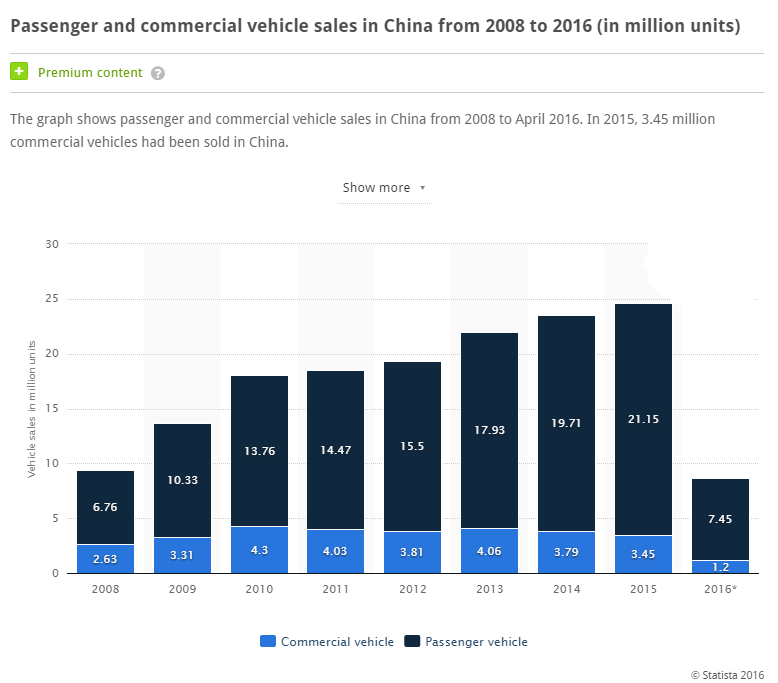 Passenger and commercial vehicle sales in China from 2008 to 2016 (in million units)
+ Premium content ?
The graph shows passenger and commercial vehicle sales in China from 2008 to April 2016. In 2015, 3.45 million
commercial vehicles had been sold in China.
Show more ▾
Vehicle sales in million units
30
25
20
15
10
5
0
6.76
10.33
13.76
14.47
15.5
17.93
19.71
21.15
7.45
2.63
3.31
4.3
4.03
3.81
4.06
3.79
3.45
1.2
2008 2009 2010 2011 2012 2013 2014 2015 2016*
Commercial vehicle Passenger vehicle
© Statista 2016